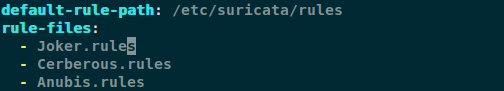 default-rule-path: /etc/suricata/rules
rule-files:
- Joker.rules
- Cerberous.rules
- Anubis.rules